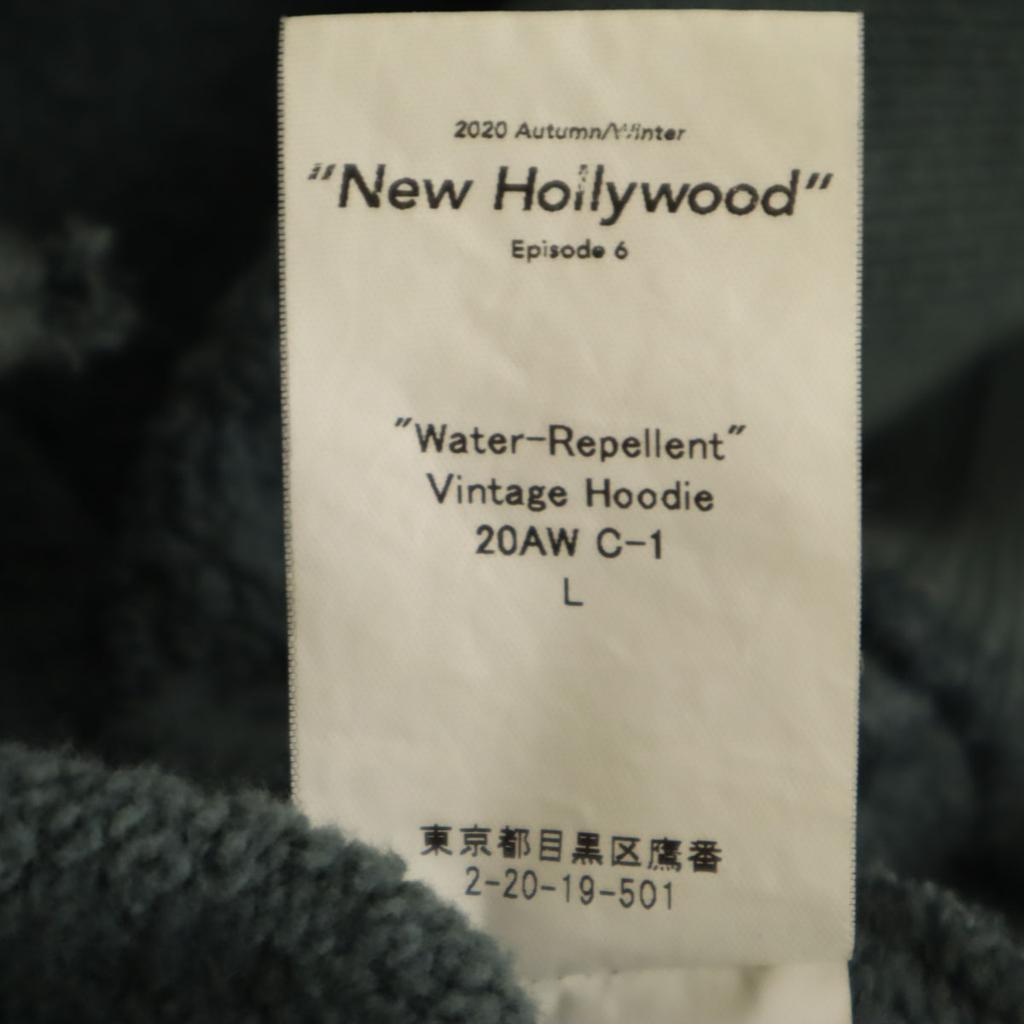 2020 Autumn/Winter
"New Hollywood"
Episode 6
"Water-Repellent"
Vintage Hoodie
20AW C-1
L
東京都目黒区鷹番
2-20-19-501